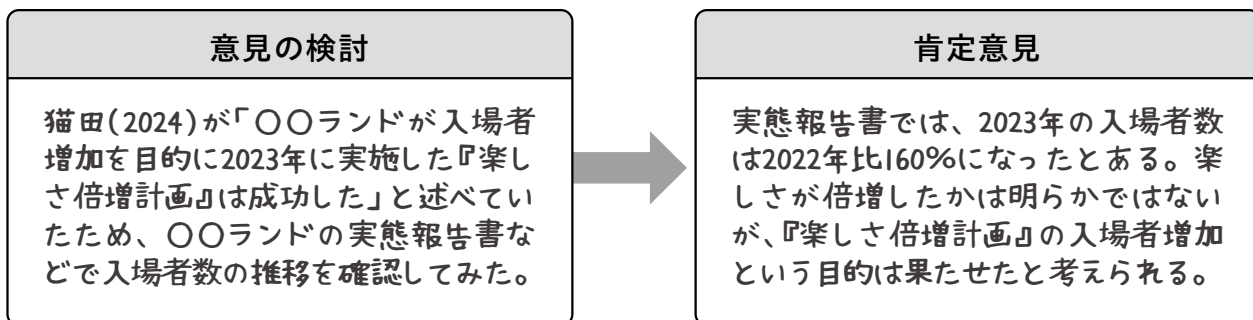 意見の検討
猫田(2024)が「〇〇ランドが入場者
増加を目的に2023年に実施した『楽し
さ倍増計画』は成功した」と述べてい
たため、〇〇ランドの実態報告書な
どで入場者数の推移を確認してみた。
肯定意見
実態報告書では、2023年の入場者数
は2022年比160%になったとある。楽
しさが倍増したかは明らかではない
が、『楽しさ倍増計画』の入場者増加
という目的は果たせたと考えられる。